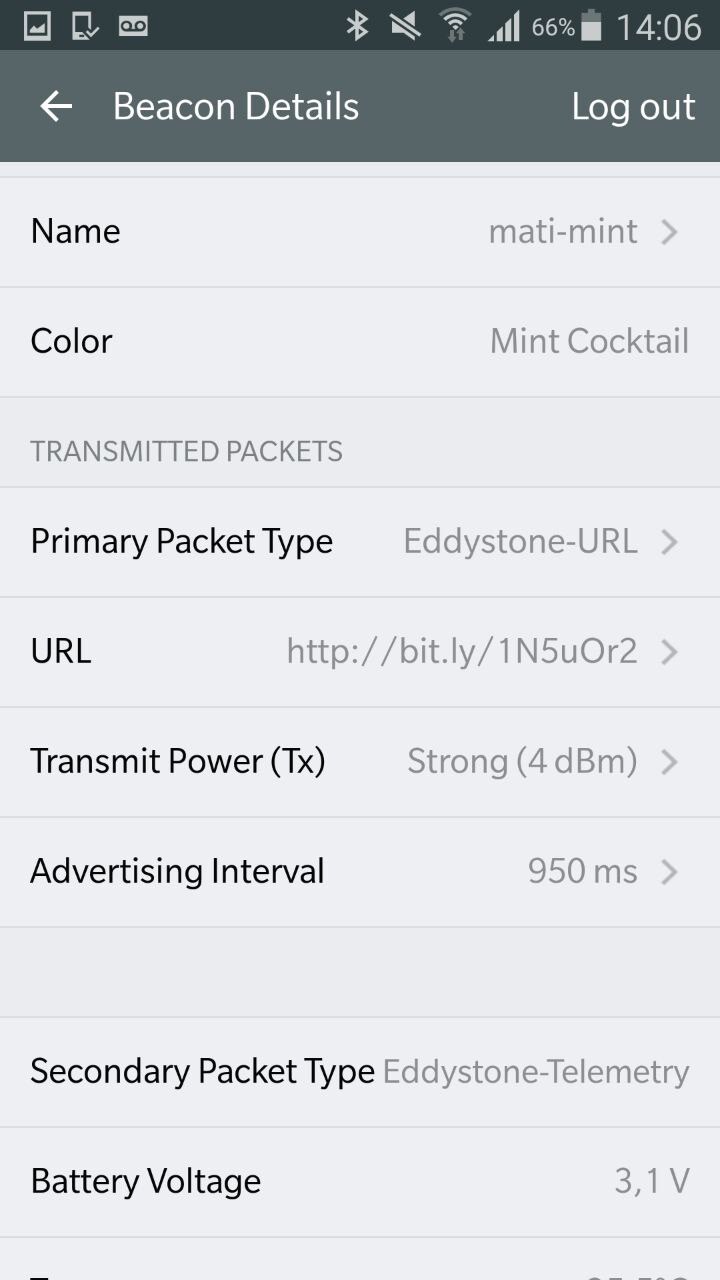 66% 14:06
Beacon Details Log out
Name mati-mint
Color Mint Cocktail
TRANSMITTED PACKETS
Primary Packet Type Eddystone-URL
URL http://bit.ly/1N5uOr2
Transmit Power (Tx) Strong (4 dBm)
Advertising Interval 950 ms
Secondary Packet Type Eddystone-Telemetry
Battery Voltage 3,1 V